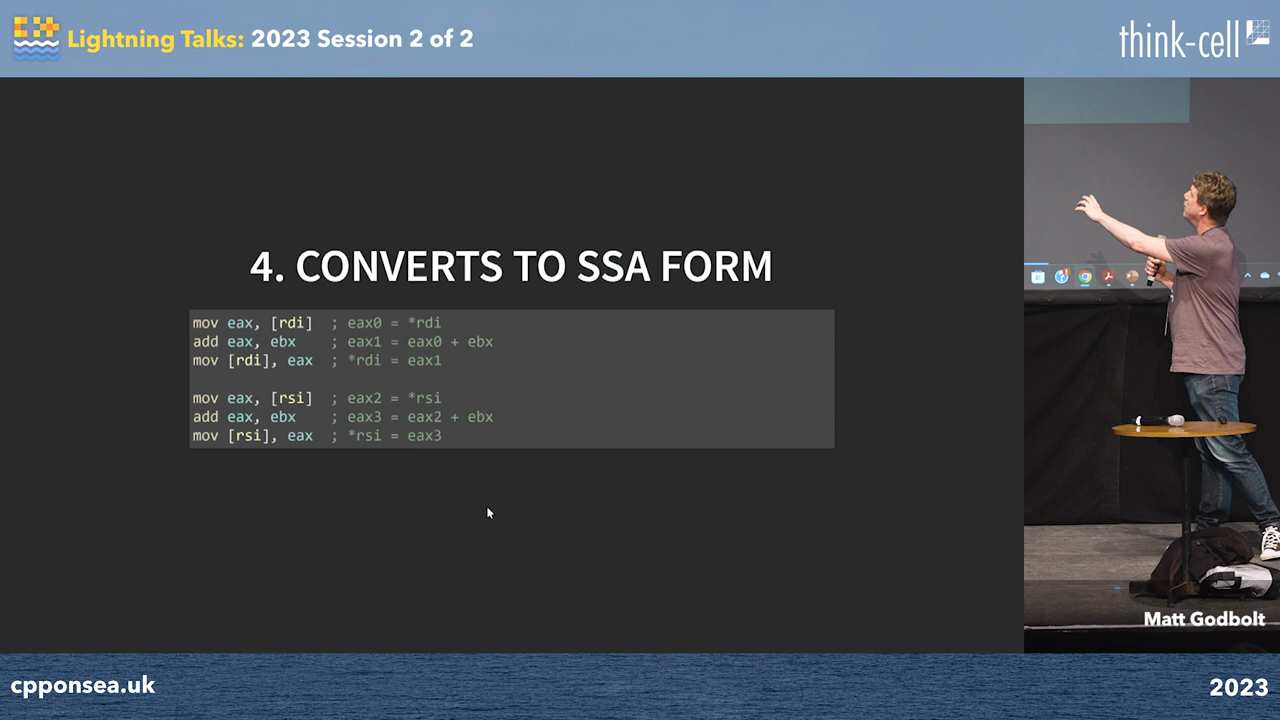 Lightning Talks: 2023 Session 2 of 2
think-cell
4. CONVERTS TO SSA FORM
mov eax, [rdi]  ; eax0 = *rdi
add eax, ebx    ; eax1 = eax0 + ebx
mov [rdi], eax  ; *rdi = eax1
mov eax, [rsi]  ; eax2 = *rsi
add eax, ebx    ; eax3 = eax2 + ebx
mov [rsi], eax  ; *rsi = eax3
Matt Godbolt
cpponsea.uk
2023